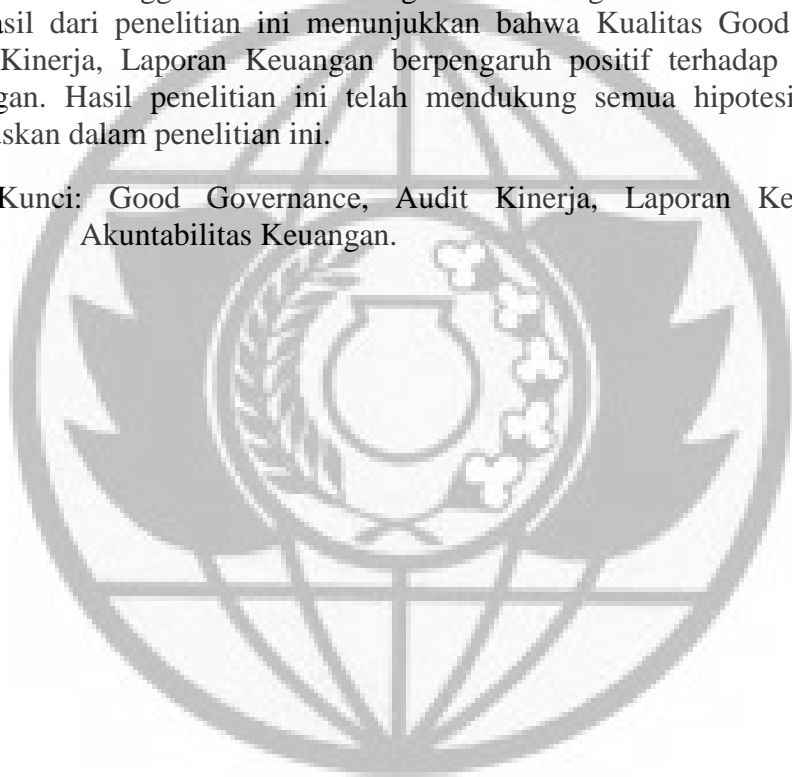 asil dari penelitian ini menunjukkan bahwa Kualitas Good
Kinerja, Laporan Keuangan berpengaruh positif terhadap
gan. Hasil penelitian ini telah mendukung semua hipotesi
uskan dalam penelitian ini.
Kunci: Good Governance, Audit Kinerja, Laporan Ke
Akuntabilitas Keuangan.